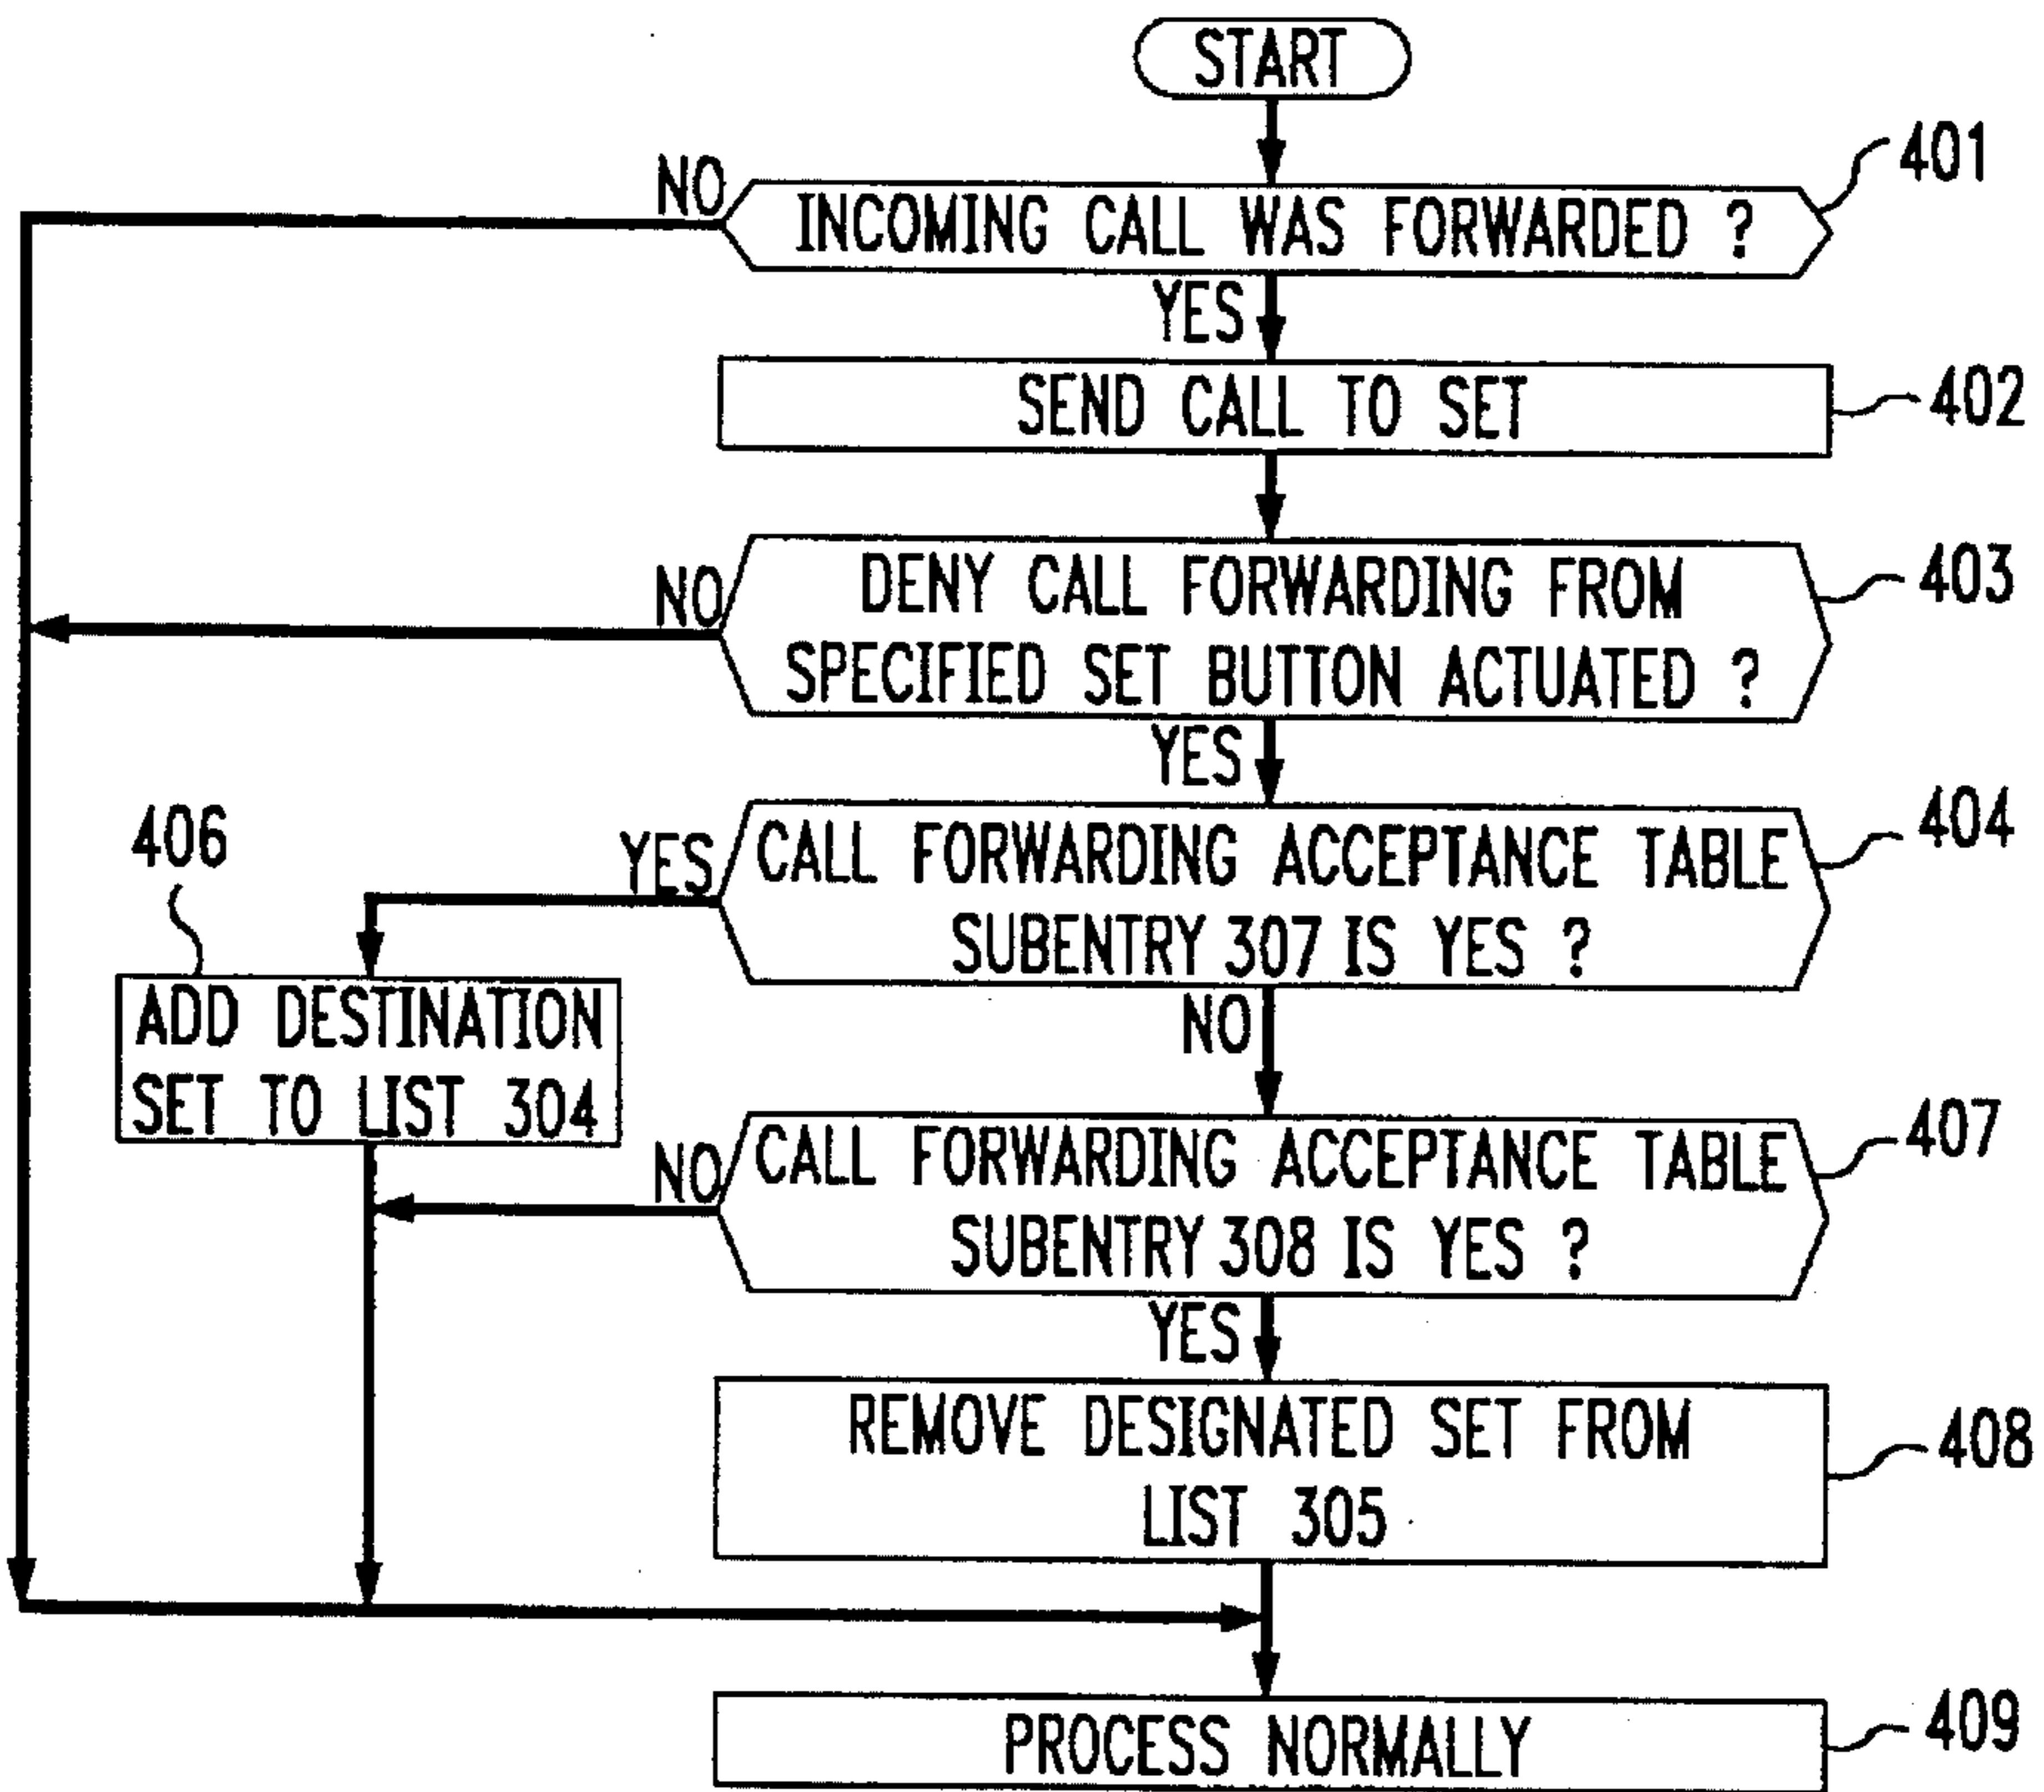 START
401
NO
INCOMING CALL WAS FORWARDED ?
YES
SEND CALL TO SET
402
NO
DENY CALL FORWARDING FROM
SPECIFIED SET BUTTON ACTUATED ?
403
YES
406
YES
CALL FORWARDING ACCEPTANCE TABLE
SUBENTRY 307 IS YES ?
404
ADD DESTINATION
SET TO LIST 304
NO
NO
CALL FORWARDING ACCEPTANCE TABLE
SUBENTRY 308 IS YES ?
407
YES
REMOVE DESIGNATED SET FROM
LIST 305
408
PROCESS NORMALLY
409